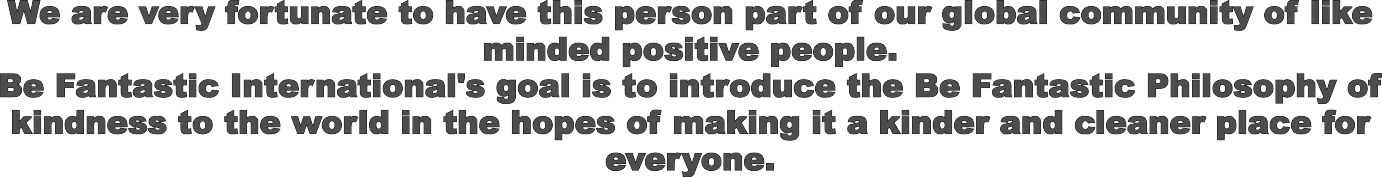 We are very fortunate to have this person part of our global community of like
minded positive people.
Be Fantastic International's goal is to introduce the Be Fantastic Philosophy of
kindness to the world in the hopes of making it a kinder and cleaner place for
everyone.